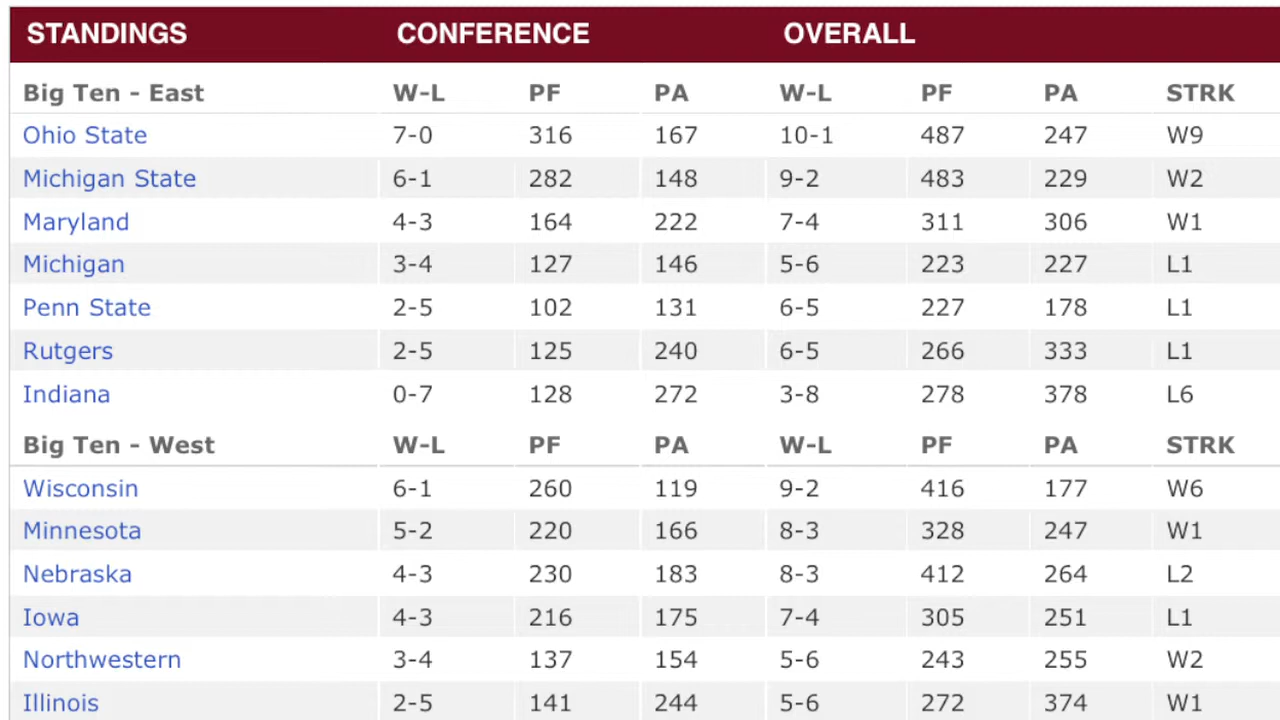 STANDINGS CONFERENCE OVERALL
Big Ten - East W-L PF PA W-L PF PA STRK
Ohio State 7-0 316 167 10-1 487 247 W9
Michigan State 6-1 282 148 9-2 483 229 W2
Maryland 4-3 164 222 7-4 311 306 W1
Michigan 3-4 127 146 5-6 223 227 L1
Penn State 2-5 102 131 6-5 227 178 L1
Rutgers 2-5 125 240 6-5 266 333 L1
Indiana 0-7 128 272 3-8 278 378 L6
Big Ten - West W-L PF PA W-L PF PA STRK
Wisconsin 6-1 260 119 9-2 416 177 W6
Minnesota 5-2 220 166 8-3 328 247 W1
Nebraska 4-3 230 183 8-3 412 264 L2
Iowa 4-3 216 175 7-4 305 251 L1
Northwestern 3-4 137 154 5-6 243 255 W2
Illinois 2-5 141 244 5-6 272 374 W1